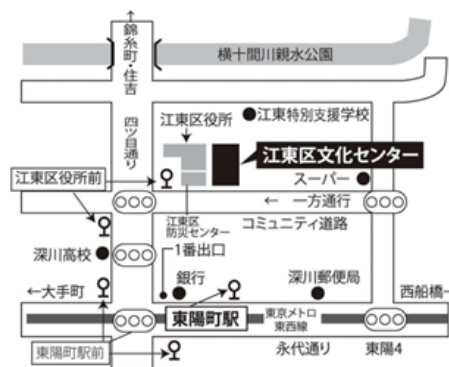 ←錦糸町・住吉
横十間川親水公園
四ツ目通り
江東区役所
江東特別支援学校
江東区文化センター
スーパー
江東区役所前
← 一方通行
江東区
防災センター
コミュニティ道路
深川高校
1番出口
銀行
深川郵便局
←大手町
西船橋→
東陽町駅
東京メトロ
東西線
東陽町駅前
永代通り
東陽4